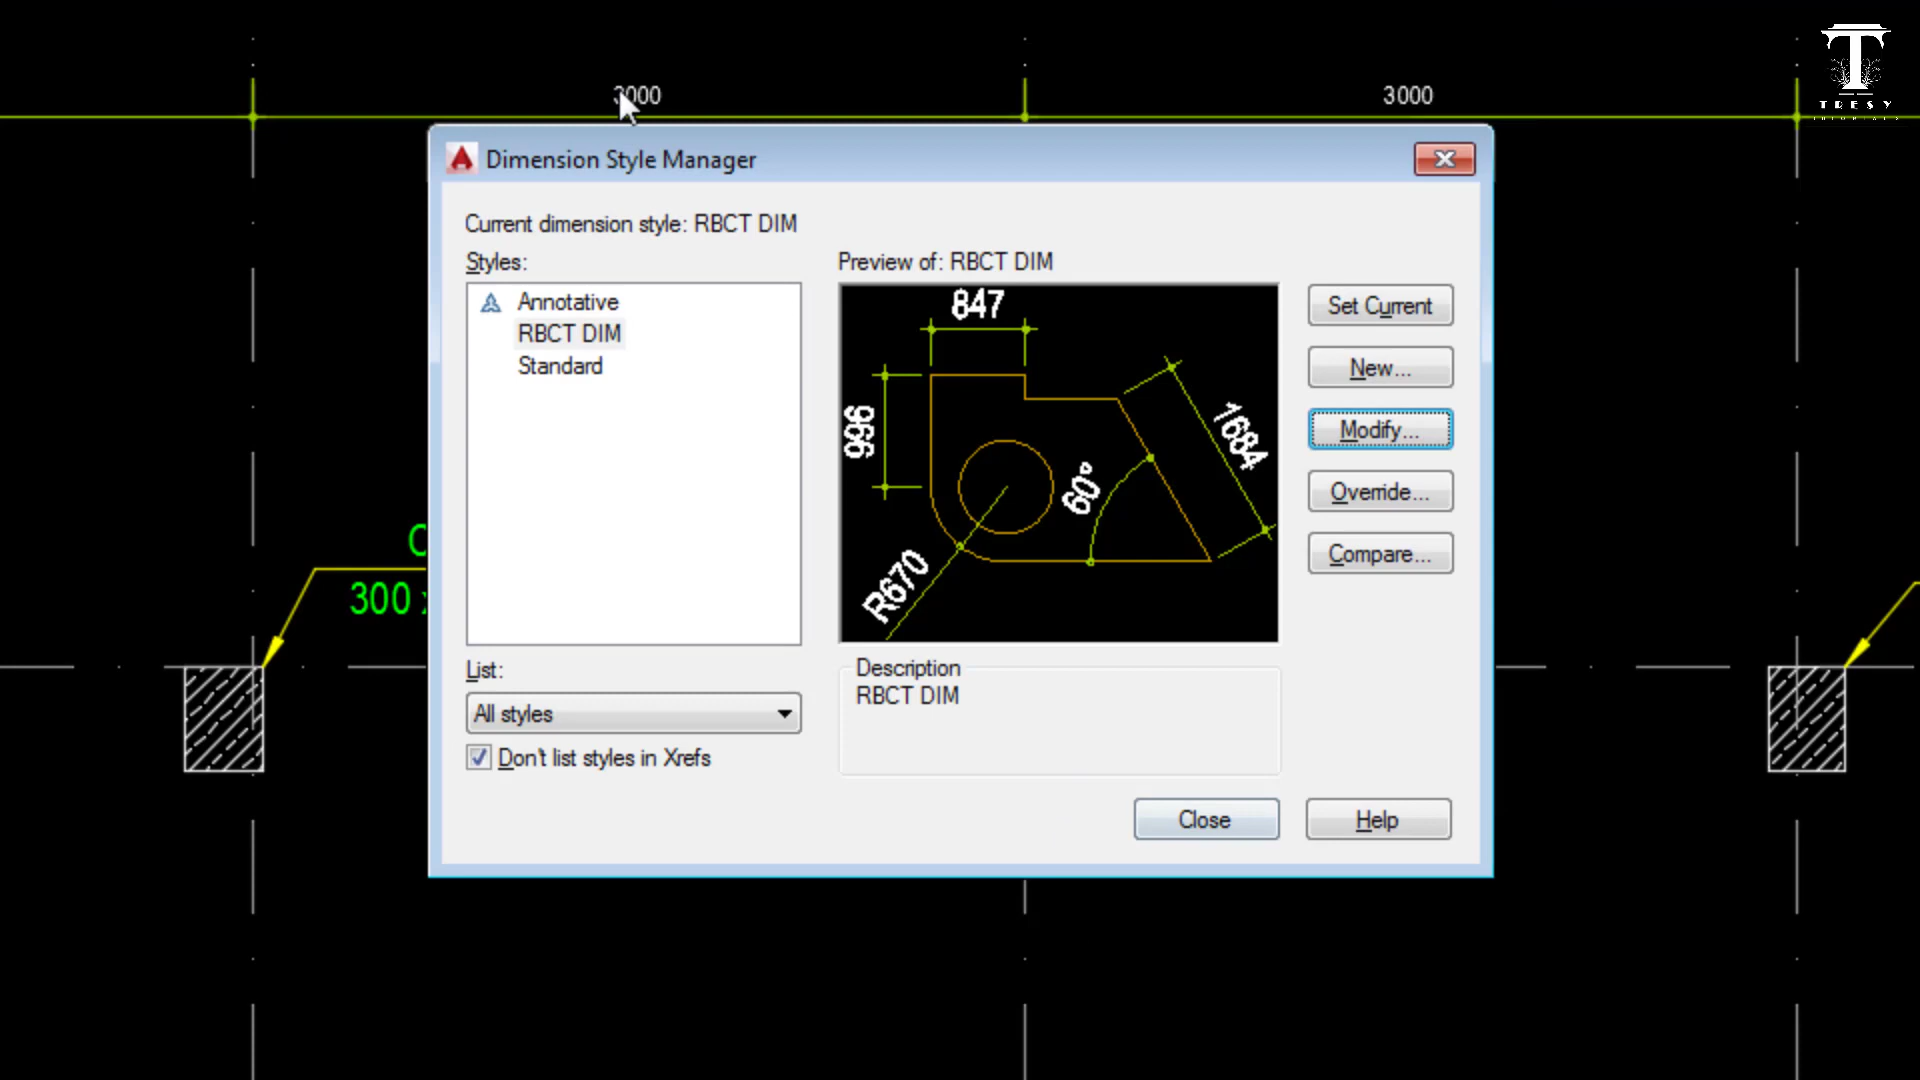 3000
3000
T
TRESY
TUTORIALS
Dimension Style Manager
Current dimension style: RBCT DIM
Styles:
Annotative
RBCT DIM
Standard
Preview of: RBCT DIM
847
996
1684
60°
R670
Set Current
New...
Modify...
Override...
Compare...
C
300
List:
All styles
Don't list styles in Xrefs
Description
RBCT DIM
Close
Help